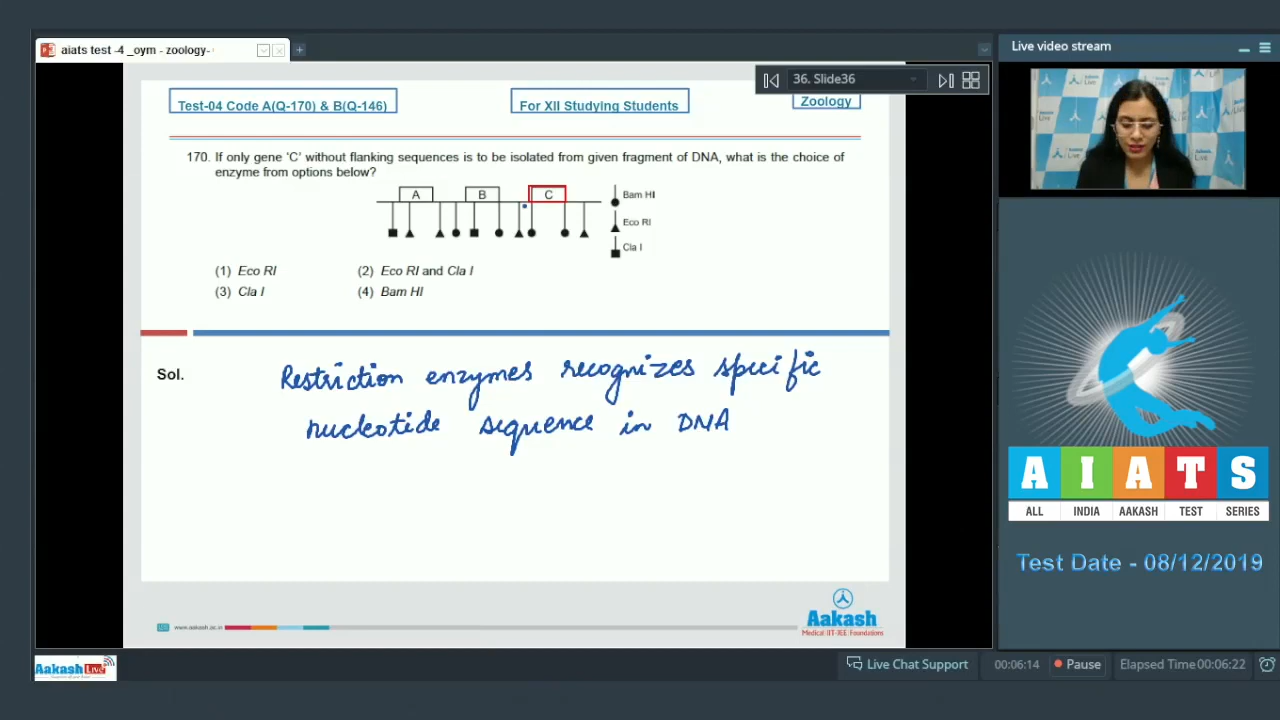 aiats test -4 _oym - zoology-
Live video stream
36. Slide36
Test-04 Code A(Q-170) & B(Q-146)
For XII Studying Students
Zoology
170. If only gene 'C' without flanking sequences is to be isolated from given fragment of DNA, what is the choice of
enzyme from options below?
A B C
Bam HI
Eco RI
Cla I
(1) Eco RI (2) Eco RI and Cla I
(3) Cla I (4) Bam HI
Sol.
Restriction enzymes recognizes specific
nucleotide sequence in DNA
A I A T S
ALL INDIA AAKASH TEST SERIES
Test Date - 08/12/2019
www.aakash.ac.in
Aakash
Medical|IIT-JEE|Foundations
Aakash Live
Live Chat Support
00:06:14
Pause
Elapsed Time 00:06:22